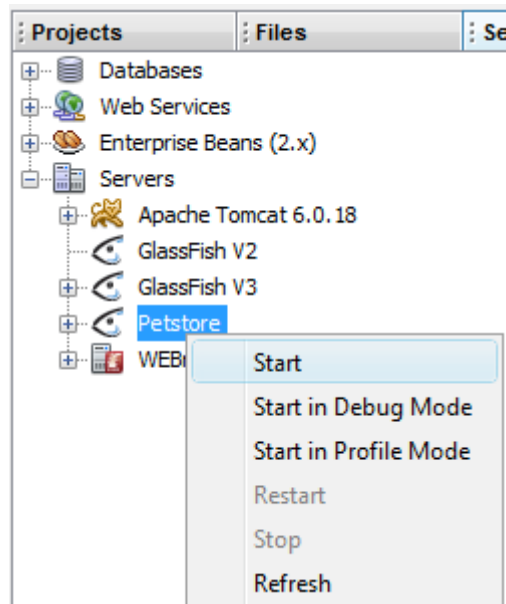 Projects Files Se
Databases
Web Services
Enterprise Beans (2.x)
Servers
Apache Tomcat 6.0.18
GlassFish V2
GlassFish V3
Petstore
WEB
Start
Start in Debug Mode
Start in Profile Mode
Restart
Stop
Refresh